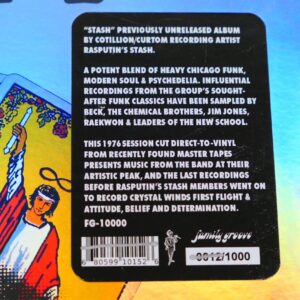 "STASH" PREVIOUSLY UNRELEASED ALBUM
BY COTILLION/CURTOM RECORDING ARTIST
RASPUTIN'S STASH.
A POTENT BLEND OF HEAVY CHICAGO FUNK,
MODERN SOUL & PSYCHEDELIA. INFLUENTIAL
RECORDINGS FROM THE GROUP'S SOUGHT-
AFTER FUNK CLASSICS HAVE BEEN SAMPLED BY
BECK, THE CHEMICAL BROTHERS, JIM JONES,
RAEKWON & LEADERS OF THE NEW SCHOOL.
THIS 1976 SESSION CUT DIRECT-TO-VINYL
FROM RECENTLY FOUND MASTER TAPES
PRESENTS MUSIC FROM THE BAND AT THEIR
ARTISTIC PEAK, AND THE LAST RECORDINGS
BEFORE RASPUTIN'S STASH MEMBERS WENT ON
TO RECORD CRYSTAL WINDS FIRST FLIGHT &
ATTITUDE, BELIEF AND DETERMINATION.
FG-10000
family groove
0012/1000
6 80599 10152 6